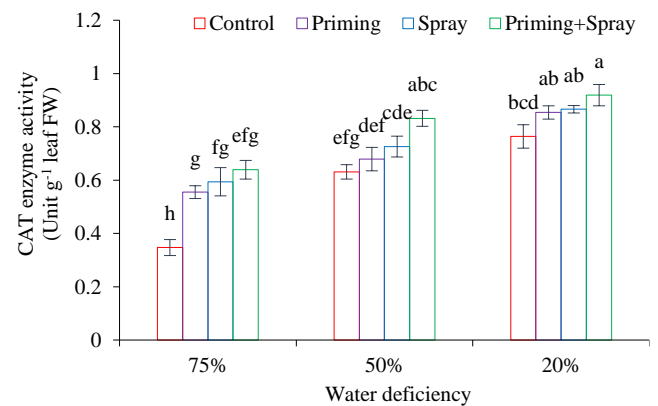 Control Priming Spray Priming+Spray
CAT enzyme activity
(Unit g-1 leaf FW)
1.2
1
0.8
0.6
0.4
0.2
0
h g fg efg
efg def cde abc
bcd ab ab a
75% 50% 20%
Water deficiency